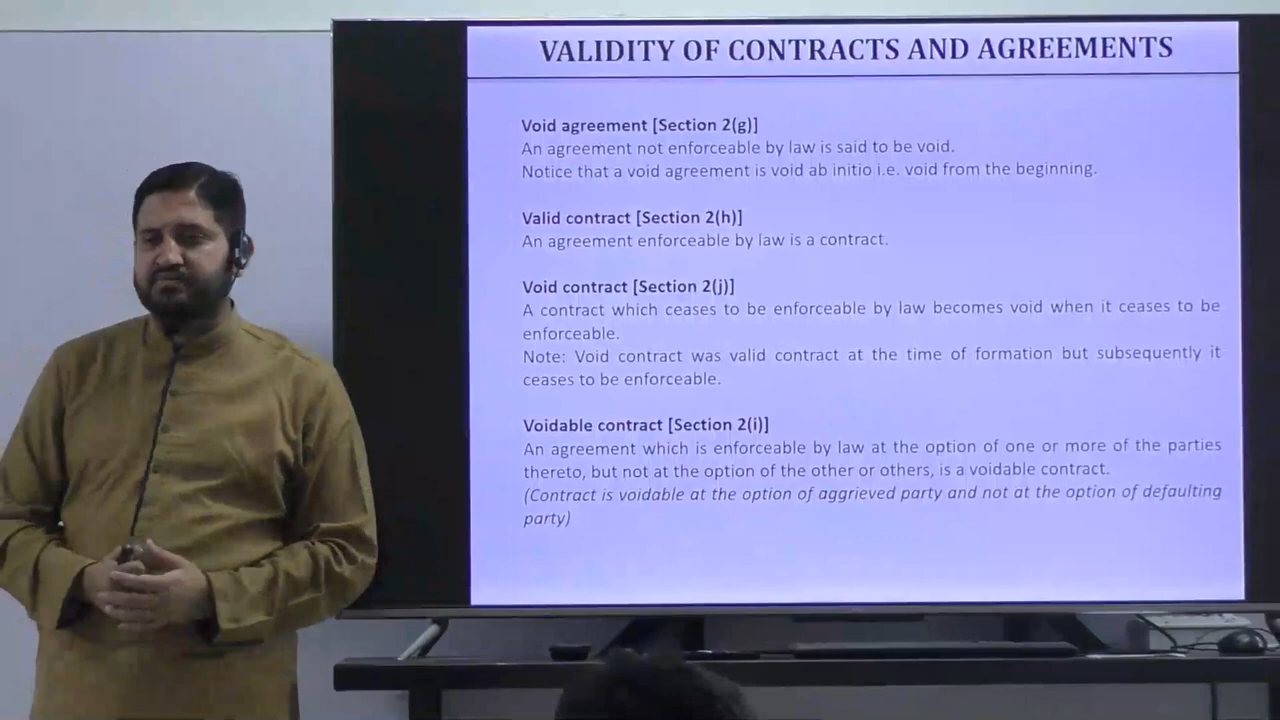 VALIDITY OF CONTRACTS AND AGREEMENTS
Void agreement [Section 2(g)]
An agreement not enforceable by law is said to be void.
Notice that a void agreement is void ab initio i.e. void from the beginning.
Valid contract [Section 2(h)]
An agreement enforceable by law is a contract.
Void contract [Section 2(j)]
A contract which ceases to be enforceable by law becomes void when it ceases to be
enforceable.
Note: Void contract was valid contract at the time of formation but subsequently it
ceases to be enforceable.
Voidable contract [Section 2(i)]
An agreement which is enforceable by law at the option of one or more of the parties
thereto, but not at the option of the other or others, is a voidable contract.
(Contract is voidable at the option of aggrieved party and not at the option of defaulting
party)